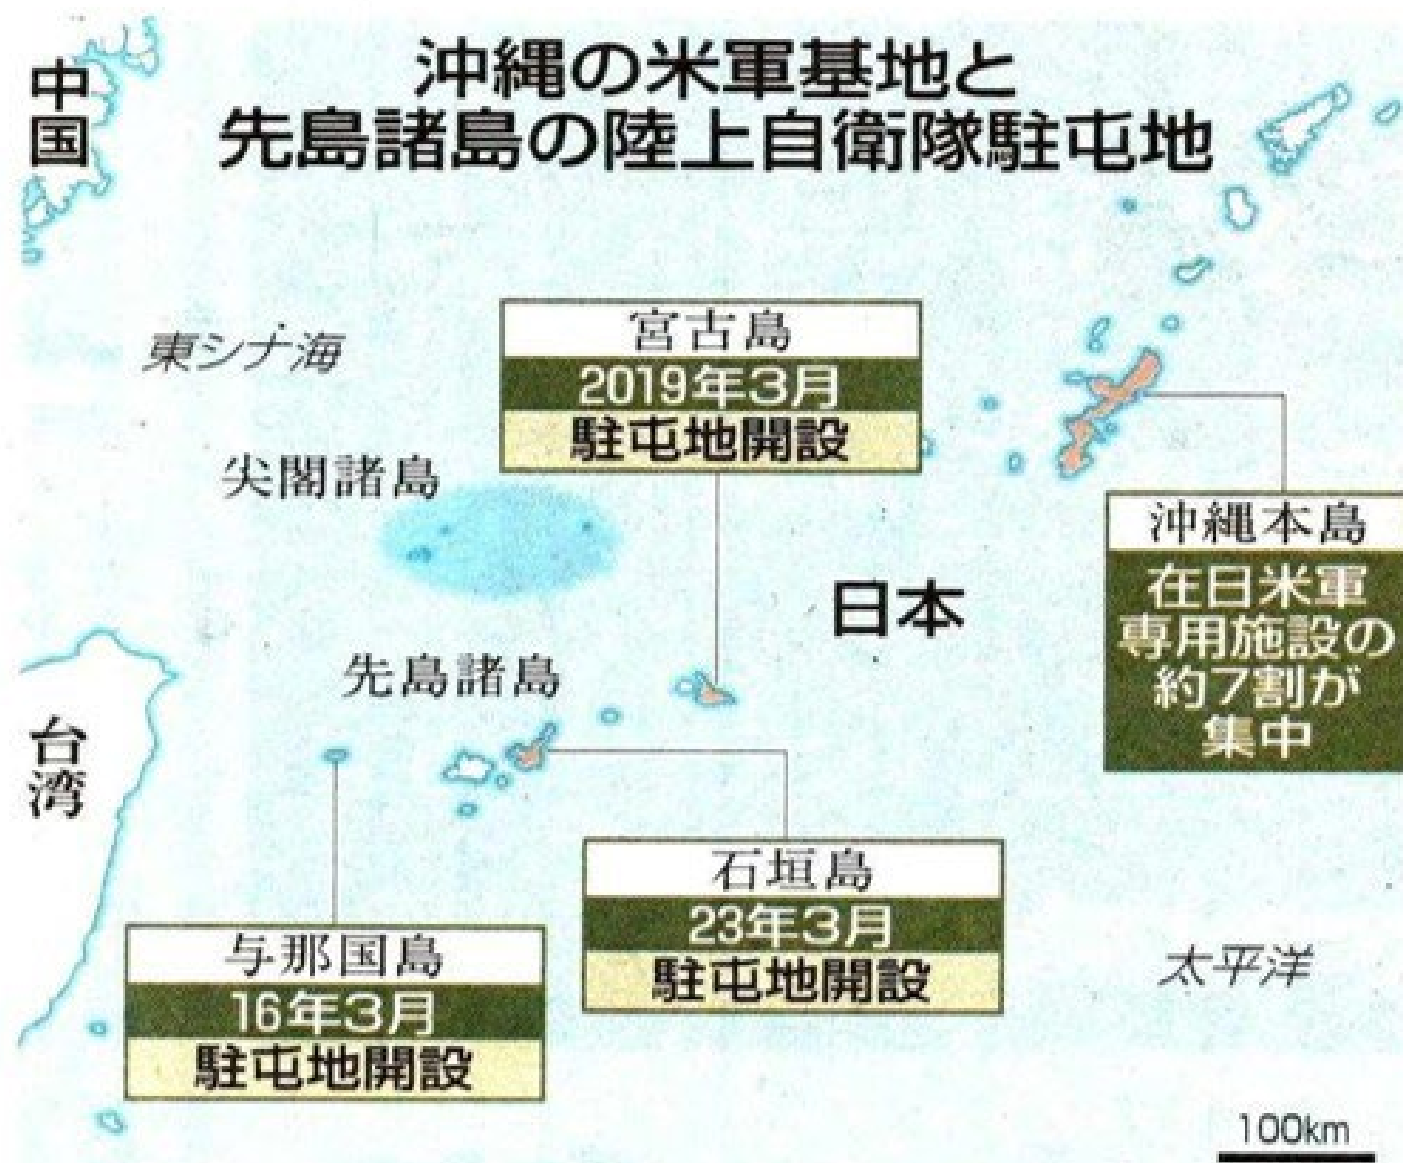 沖縄の米軍基地と
先島諸島の陸上自衛隊駐屯地
中国
東シナ海
宮古島
2019年3月
駐屯地開設
尖閣諸島
沖縄本島
在日米軍
専用施設の
約7割が
集中
日本
先島諸島
台湾
石垣島
23年3月
駐屯地開設
与那国島
16年3月
駐屯地開設
太平洋
100km